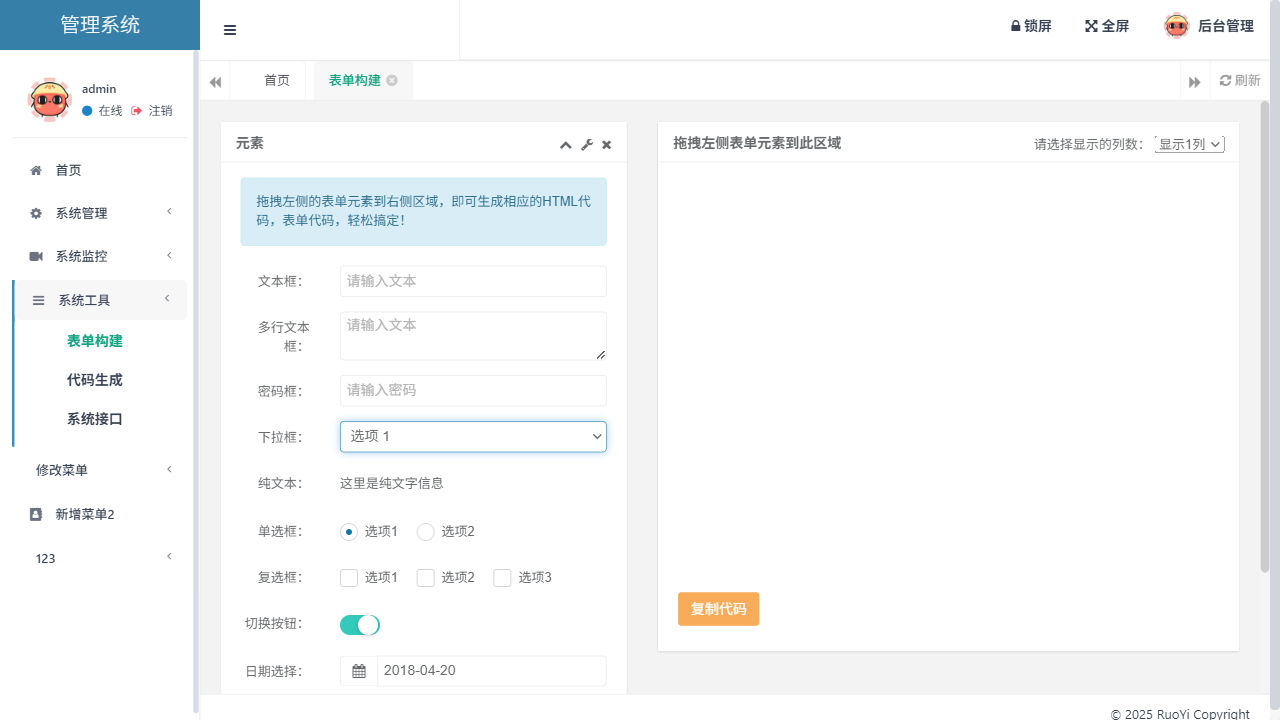 管理系统
锁屏
全屏
后台管理
admin
在线
注销
首页
系统管理
系统监控
系统工具
表单构建
代码生成
系统接口
修改菜单
新增菜单2
123
首页
表单构建
刷新
元素
拖拽左侧的表单元素到右侧区域，即可生成相应的HTML代
码，表单代码，轻松搞定！
文本框：
请输入文本
多行文本
框：
请输入文本
密码框：
请输入密码
下拉框：
选项 1
纯文本：
这里是纯文字信息
单选框：
选项1
选项2
复选框：
选项1
选项2
选项3
切换按钮：
日期选择：
2018-04-20
拖拽左侧表单元素到此区域
请选择显示的列数：
显示1列
复制代码
© 2025 RuoYi Copyright